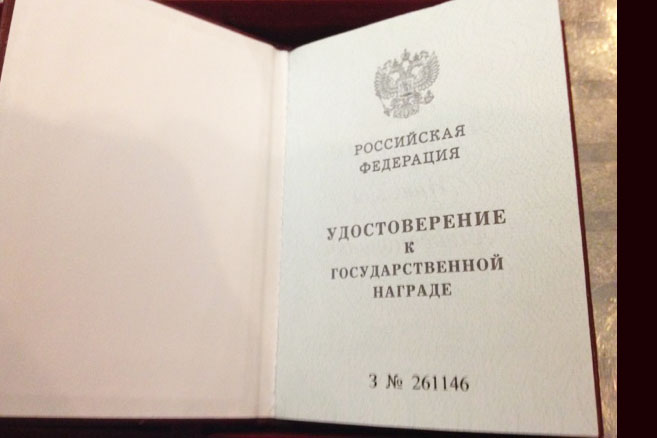 РОССИЙСКАЯ
ФЕДЕРАЦИЯ
УДОСТОВЕРЕНИЕ
К
ГОСУДАРСТВЕННОЙ
НАГРАДЕ
З № 261146